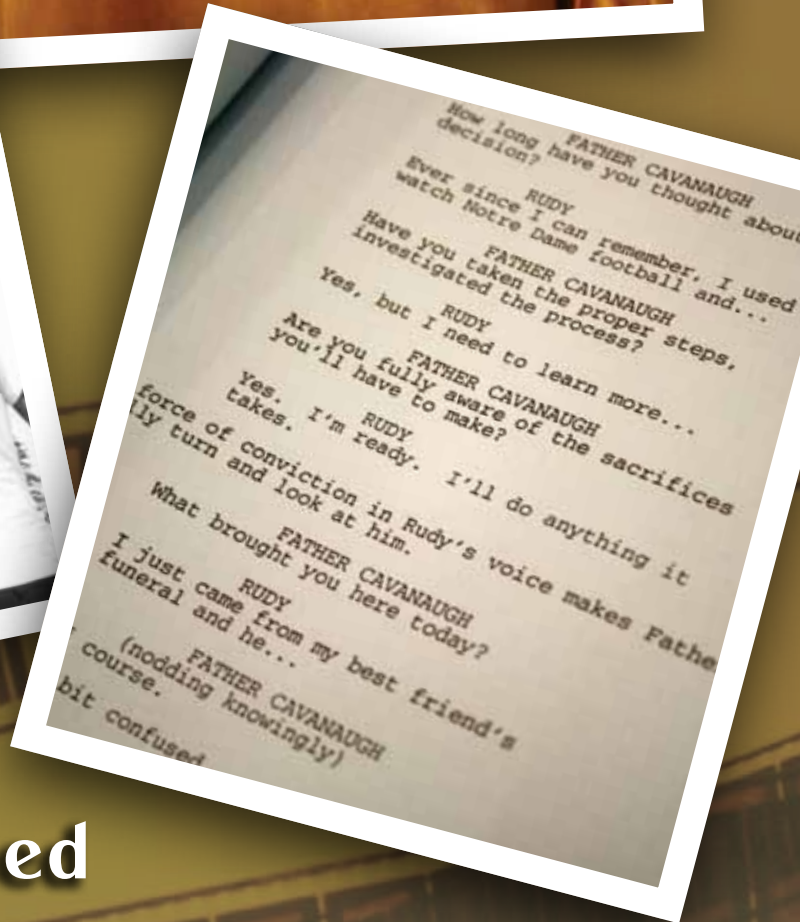 FATHER CAVANAUGH
How long have you thought about
decision?
RUDY
Ever since I can remember, I used
watch Notre Dame football and...
FATHER CAVANAUGH
Have you taken the proper steps,
investigated the process?
RUDY
Yes, but I need to learn more...
FATHER CAVANAUGH
Are you fully aware of the sacrifices
you'll have to make?
RUDY
Yes. I'm ready. I'll do anything it
takes.
force of conviction in Rudy's voice makes Fathe
lly turn and look at him.
FATHER CAVANAUGH
What brought you here today?
RUDY
I just came from my best friend's
funeral and he...
FATHER CAVANAUGH
(nodding knowingly)
course.
bit confused
ed